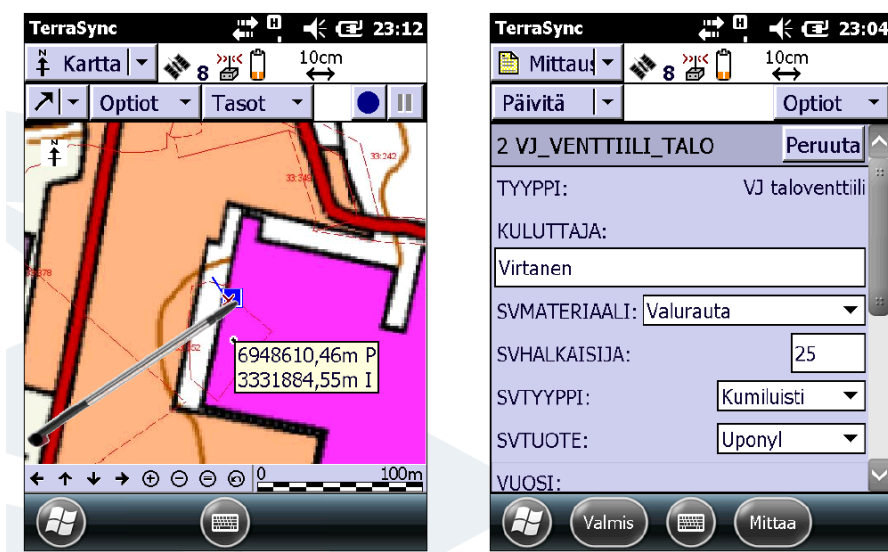 TerraSync
H
23:12
N
Kartta
8
10cm
Optiot
Tasot
N
33:242
33:349
6948610,46m P
3331884,55m I
0
100m
TerraSync
H
23:04
Mittaus
8
10cm
Päivitä
Optiot
2 VJ_VENTTIILI_TALO
Peruuta
TYYPPI:
VJ taloventtiili
KULUTTAJA:
Virtanen
SVMATERIAALI:
Valurauta
SVHALKAISIJA:
25
SVTYYPPI:
Kumiluisti
SVTUOTE:
Uponyl
VUOSI:
Valmis
Mittaa